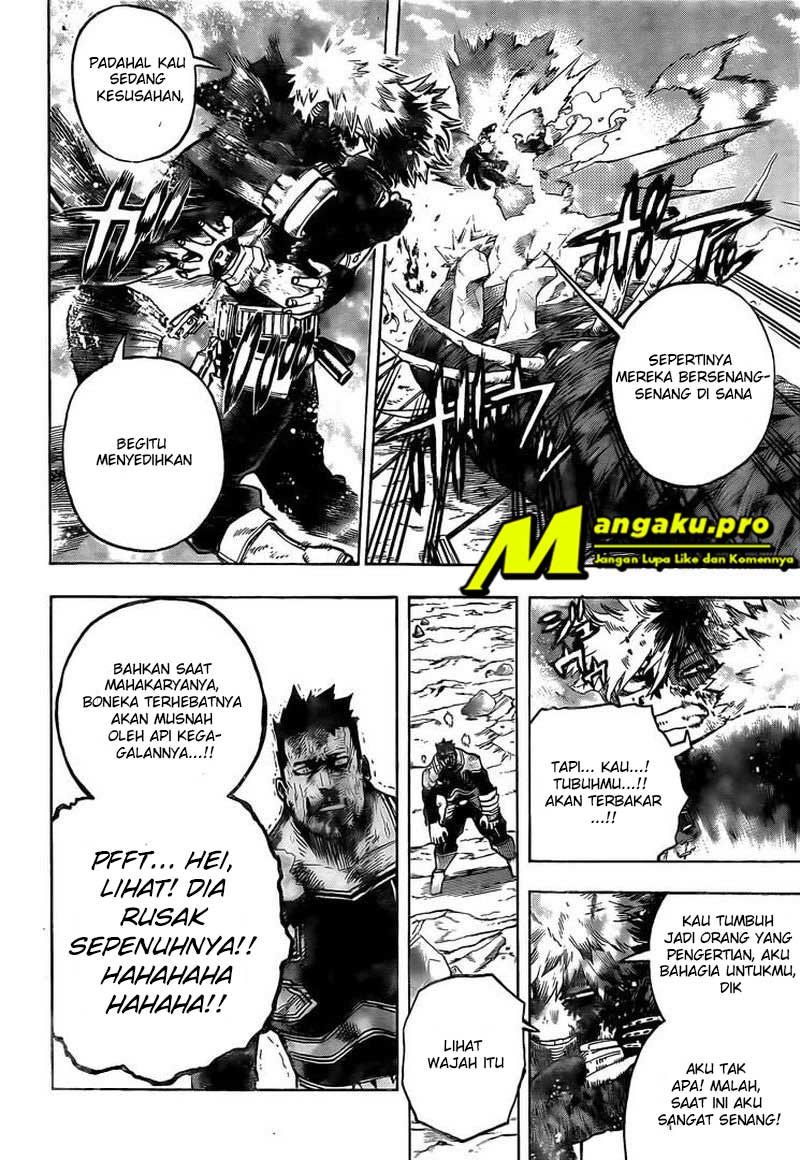 SEPERTINYA
MEREKA BERSENANG-
SENANG DI SANA
PADAHAL KAU
SEDANG
KESUSAHAN,
BEGITU
MENYEDIHKAN
Mangaku.pro
Jangan Lupa Like dan Komennya
TAPI... KAU...!
TUBUHMU...!!
AKAN TERBAKAR
...!!
KAU TUMBUH
JADI ORANG YANG
PENGERTIAN, AKU
BAHAGIA UNTUKMU,
DIK
AKU TAK
APA! MALAH,
SAAT INI AKU
SANGAT SENANG!
LIHAT
WAJAH ITU
BAHKAN SAAT
MAHAKARYANYA,
BONEKA TERHEBATNYA
AKAN MUSNAH
OLEH API KEGA-
GALANNYA...!!
PFFT... HEI,
LIHAT! DIA
RUSAK
SEPENUHNYA!!
HAHAHAHA
HAHAHA!!